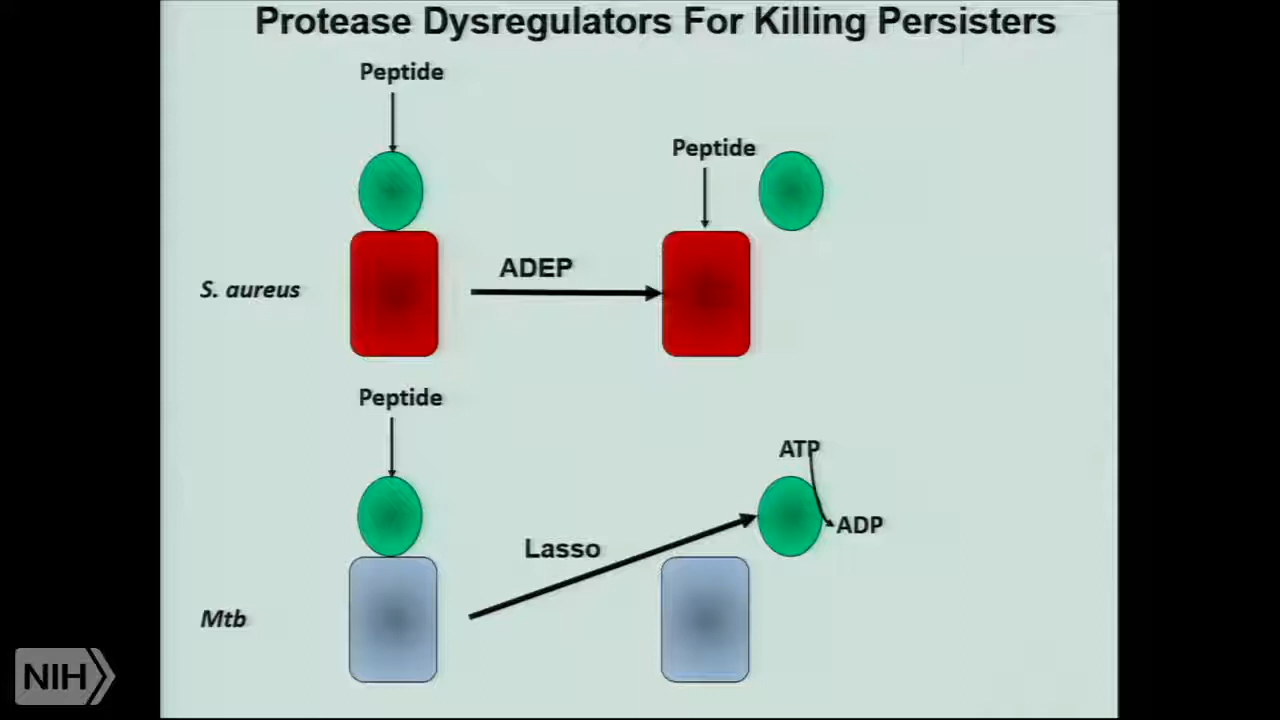 Protease Dysregulators For Killing Persisters
Peptide
Peptide
ADEP
S. aureus
Peptide
ATP
ADP
Lasso
Mtb
NIH